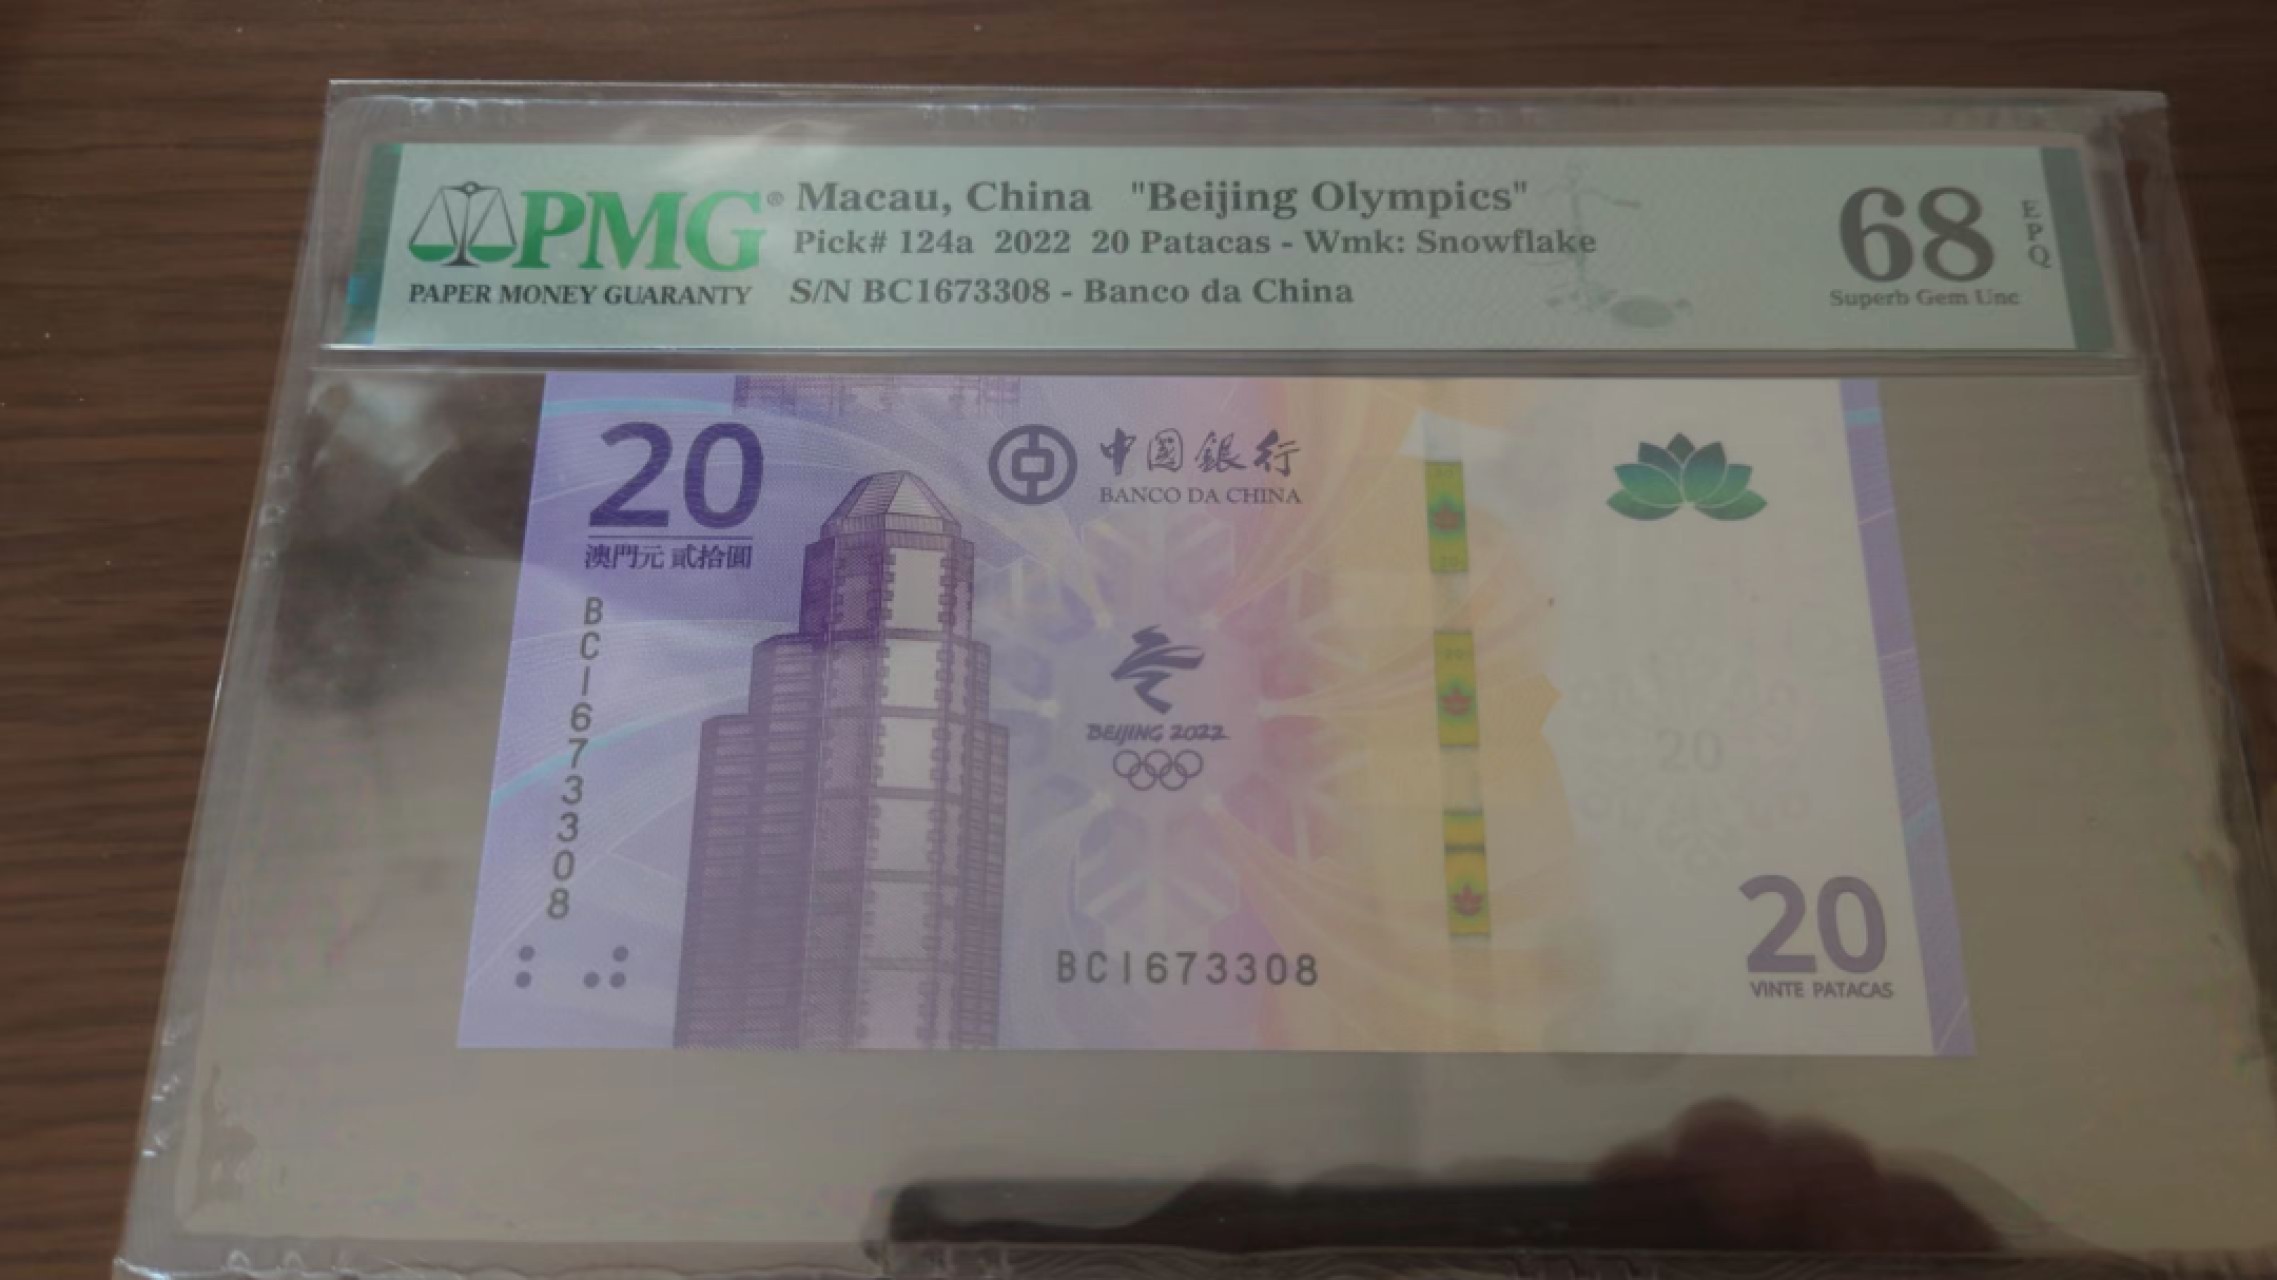 PMG®
PAPER MONEY GUARANTY
Macau, China "Beijing Olympics"
Pick# 124a 2022 20 Patacas - Wmk: Snowflake
S/N BC1673308 - Banco da China
68
EPQ
Superb Gem Unc
20
澳門元 貳拾圓
中國銀行
BANCO DA CHINA
BC1673308
BEIJING 2022
20
BC1673308
20
VINTE PATACAS